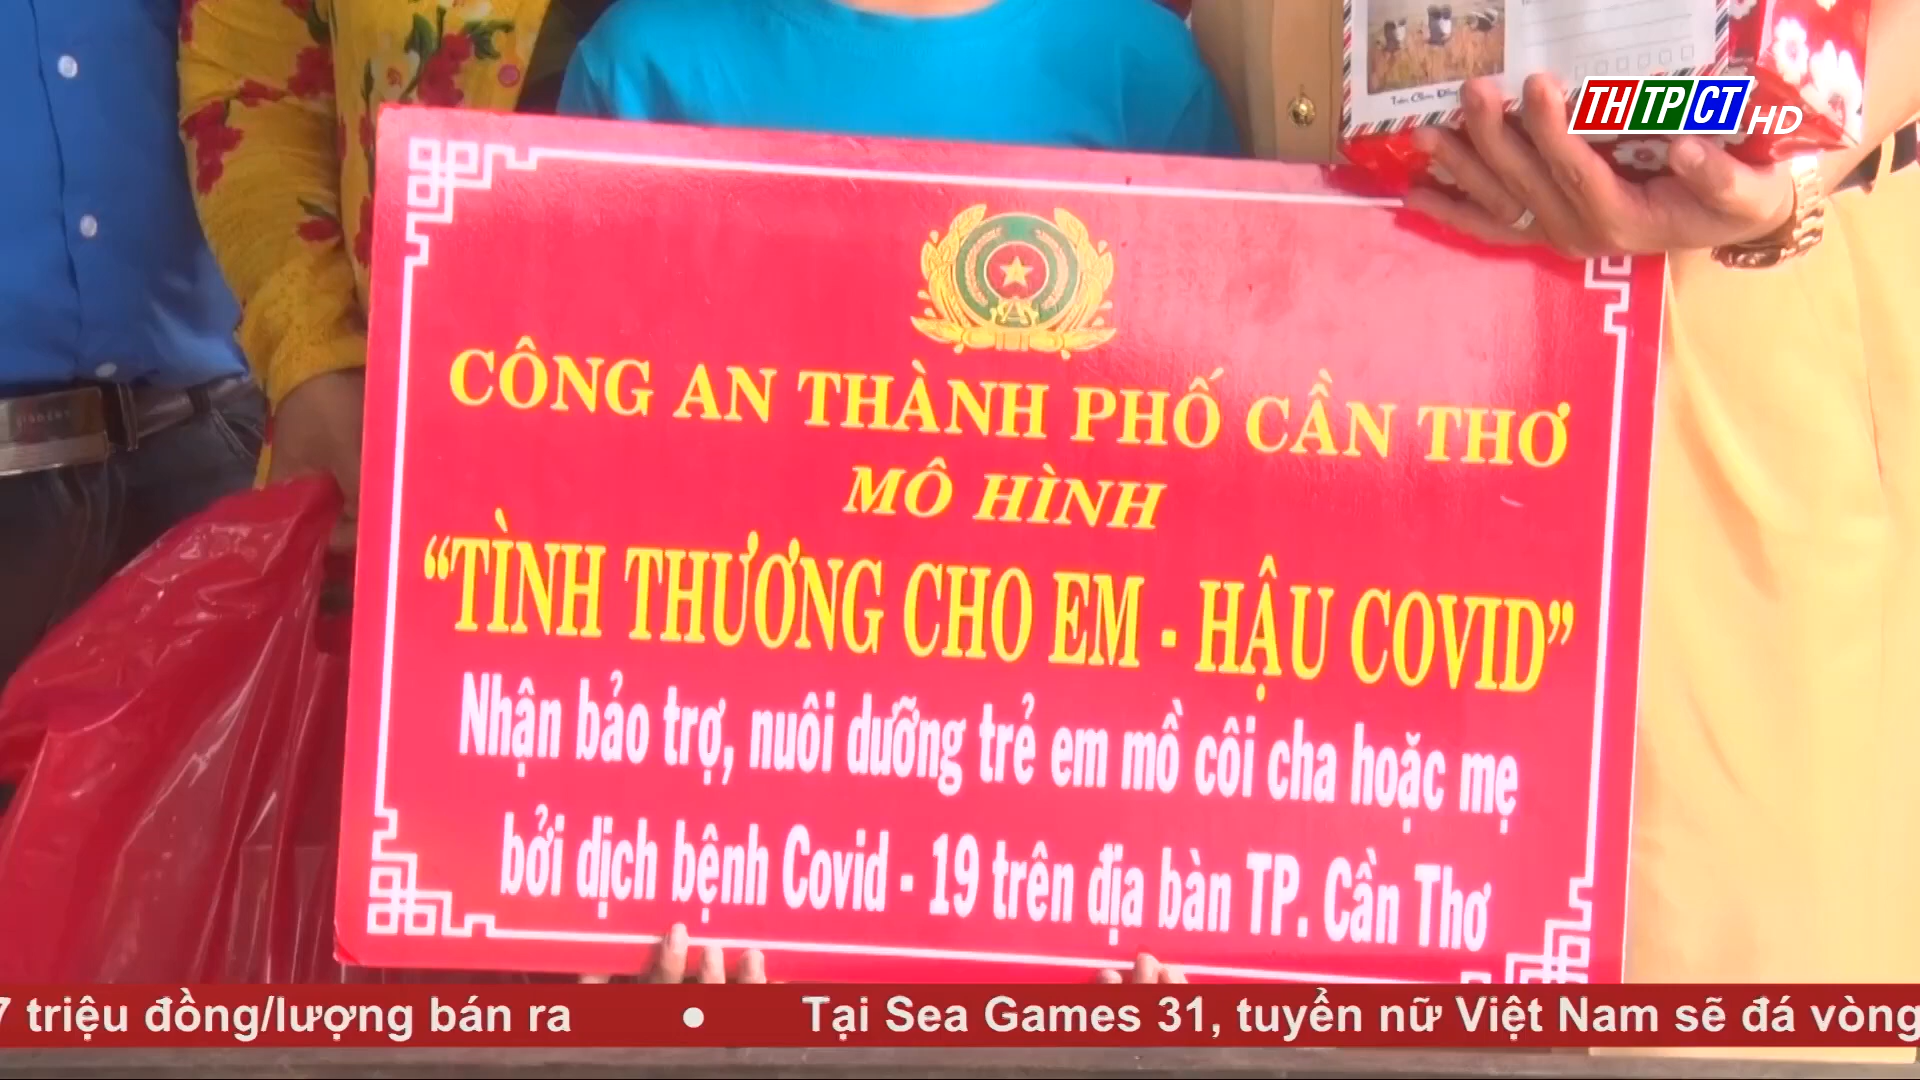 THTPCT HD
CÔNG AN THÀNH PHỐ CẦN THƠ
MÔ HÌNH
“TÌNH THƯƠNG CHO EM - HẬU COVID”
Nhận bảo trợ, nuôi dưỡng trẻ em mồ côi cha hoặc mẹ
bởi dịch bệnh Covid - 19 trên địa bàn TP. Cần Thơ
7 triệu đồng/lượng bán ra • Tại Sea Games 31, tuyển nữ Việt Nam sẽ đá vòng